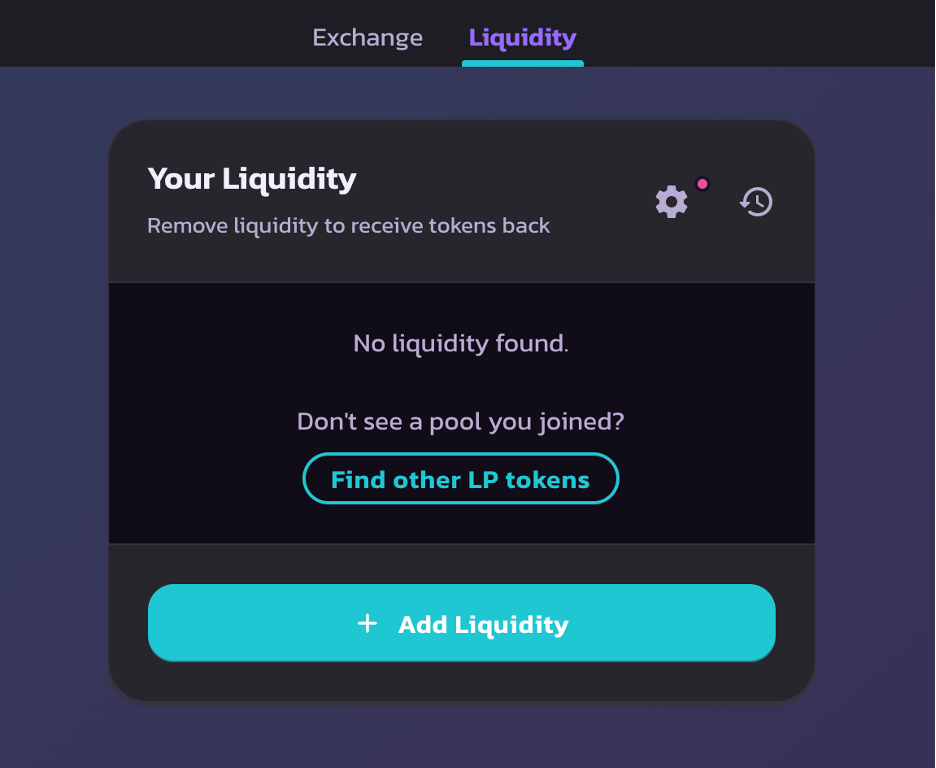 Exchange
Liquidity
Your Liquidity
Remove liquidity to receive tokens back
No liquidity found.
Don't see a pool you joined?
Find other LP tokens
+ Add Liquidity